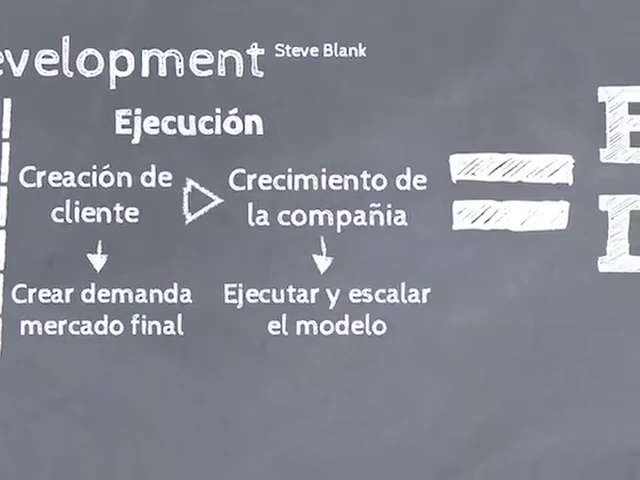 evelopment Steve Blank
Ejecución
Creación de
cliente
Crecimiento de
la compañia
Crear demanda
mercado final
Ejecutar y escalar
el modelo